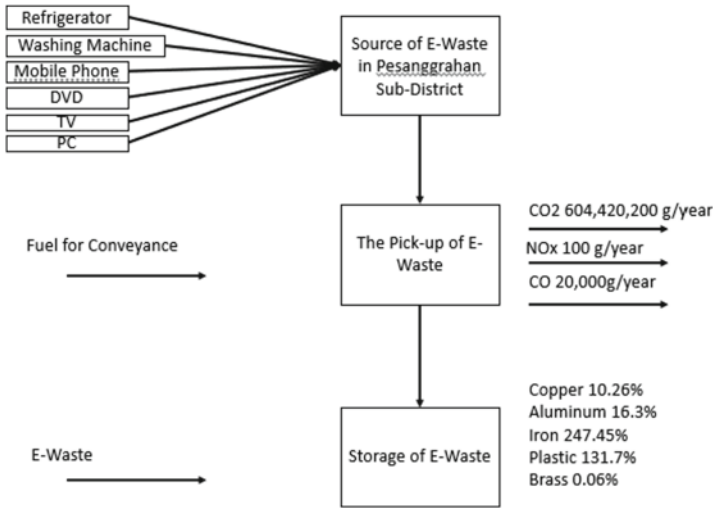 Refrigerator
Washing Machine
Mobile Phone
DVD
TV
PC
Source of E-Waste
in Pesanggrahan
Sub-District
Fuel for Conveyance
The Pick-up of E-
Waste
CO2 604,420,200 g/year
NOx 100 g/year
CO 20,000g/year
E-Waste
Storage of E-Waste
Copper 10.26%
Aluminum 16.3%
Iron 247.45%
Plastic 131.7%
Brass 0.06%